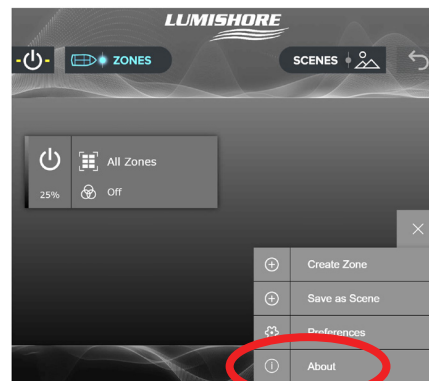 LUMISHORE
ZONES
SCENES
All Zones
25%
Off
Create Zone
Save as Scene
Preferences
About